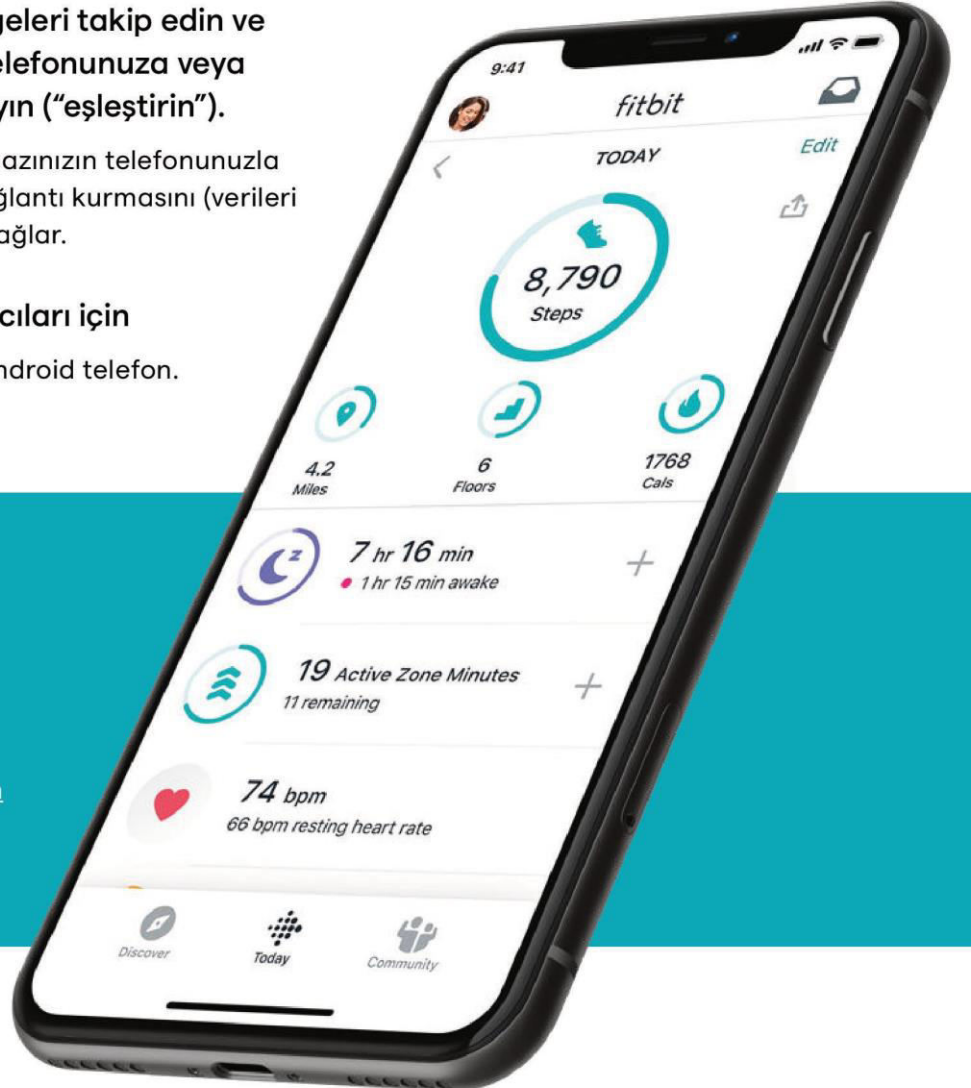 geleri takip edin ve
elefonunuza veya
yın (“eşleştirin”).
azınızın telefonunuzla
ğlantı kurmasını (verileri
ağlar.
cıları için
ndroid telefon.
9:41
fitbit
TODAY
Edit
8,790
Steps
4.2
Miles
6
Floors
1768
Cals
z
7 hr 16 min
1 hr 15 min awake
19 Active Zone Minutes
11 remaining
74 bpm
66 bpm resting heart rate
Discover
Today
Community